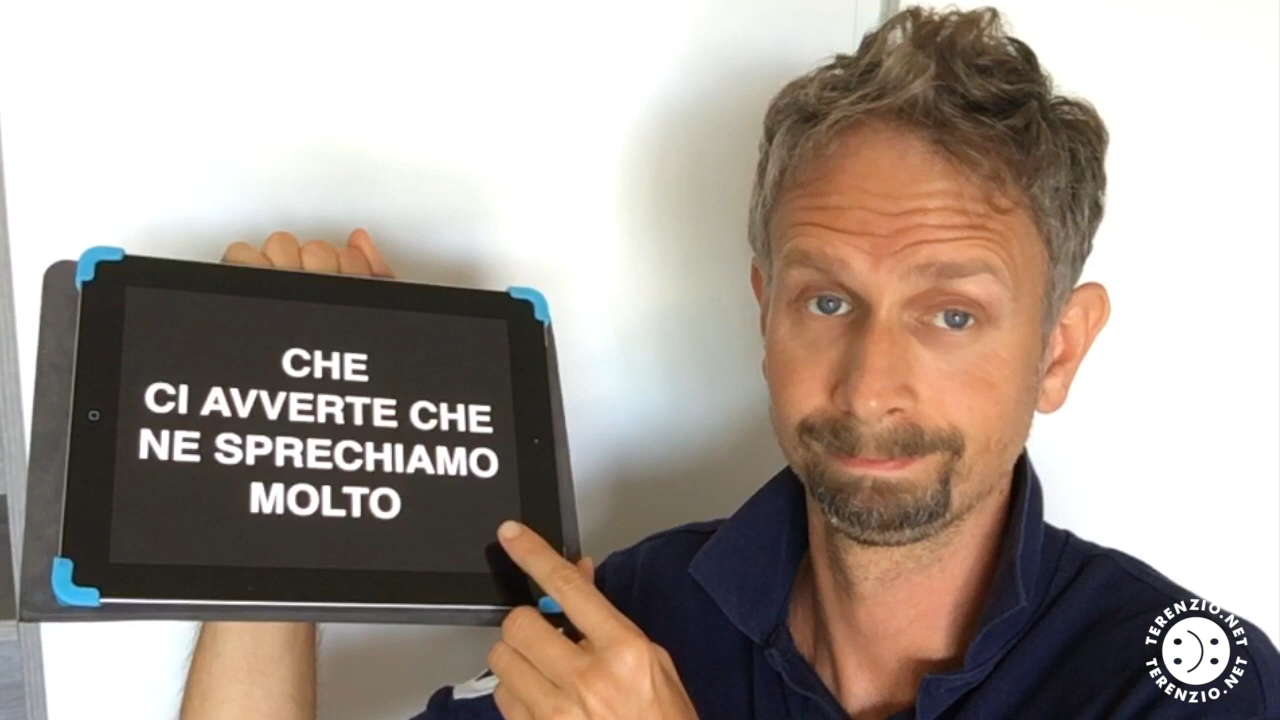 CHE
CI AVVERTE CHE
NE SPRECHIAMO
MOLTO
TERENZIO.NET
TERENZIO.NET